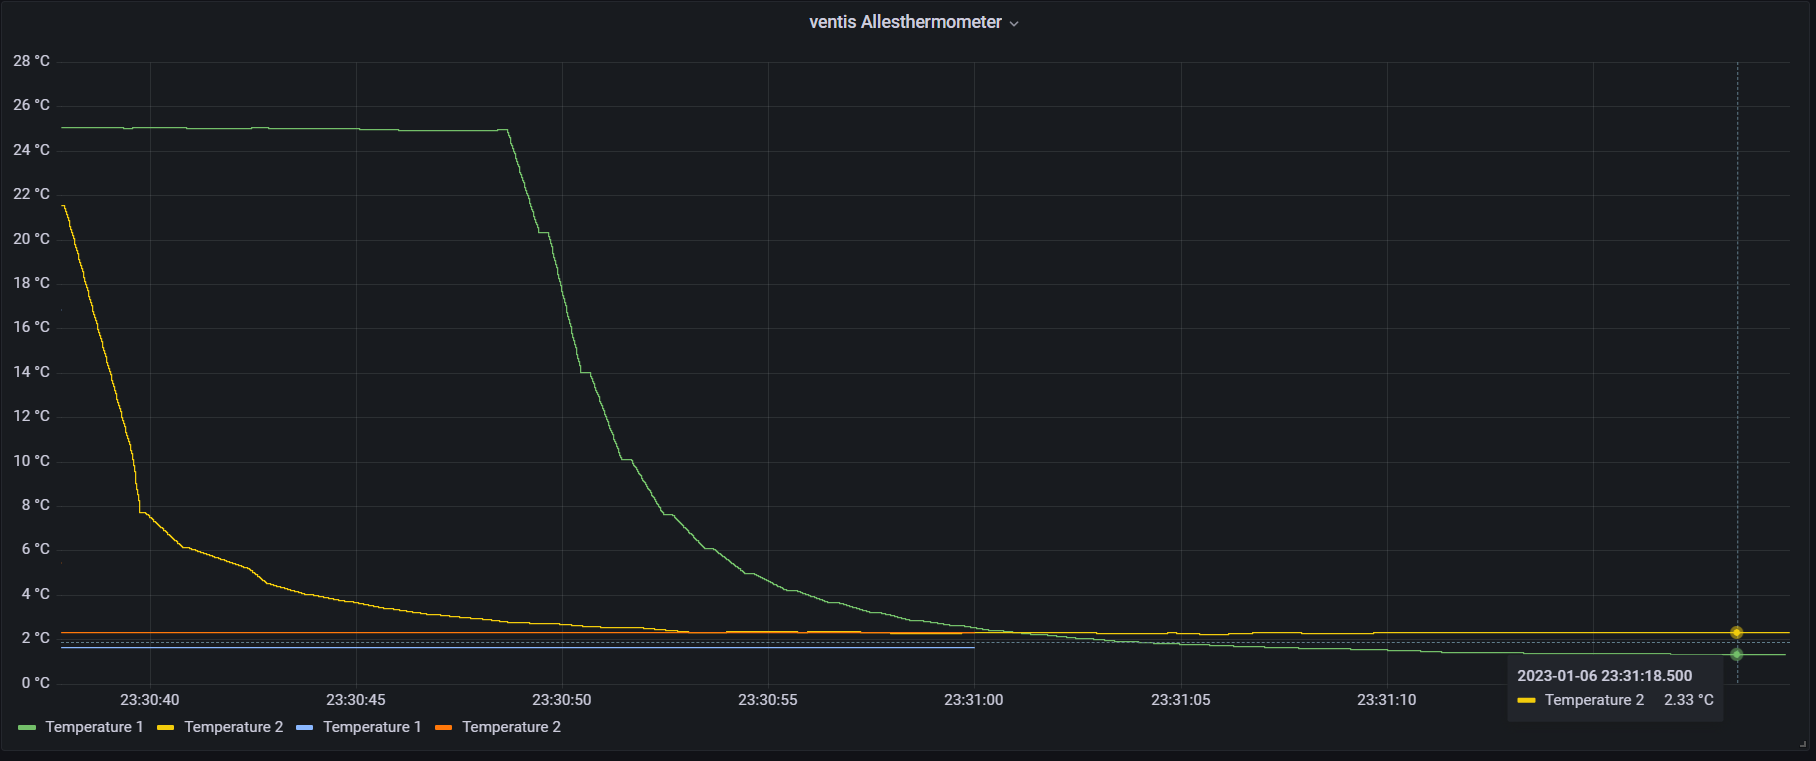 ventis Allesthermometer
28 °C
26 °C
24 °C
22 °C
20 °C
18 °C
16 °C
14 °C
12 °C
10 °C
8 °C
6 °C
4 °C
2 °C
0 °C
23:30:40 23:30:45 23:30:50 23:30:55 23:31:00 23:31:05 23:31:10
2023-01-06 23:31:18.500
Temperature 2 2.33 °C
Temperature 1 Temperature 2 Temperature 1 Temperature 2